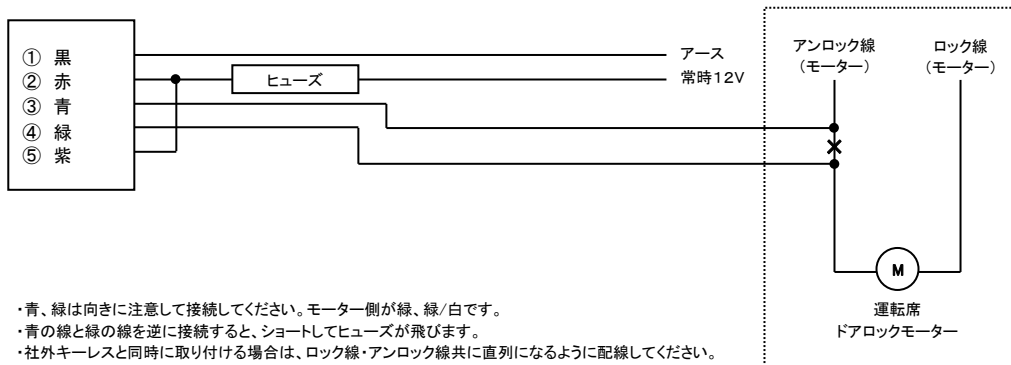 ① 黒
② 赤
③ 青
④ 緑
⑤ 紫
ヒューズ
アース
常時12V
アンロック線
(モーター)
ロック線
(モーター)
M
運転席
ドアロックモーター
・青、緑は向きに注意して接続してください。モーター側が緑、緑/白です。
・青の線と緑の線を逆に接続すると、ショートしてヒューズが飛びます。
・社外キーレスと同時に取り付ける場合は、ロック線・アンロック線共に直列になるように配線してください。